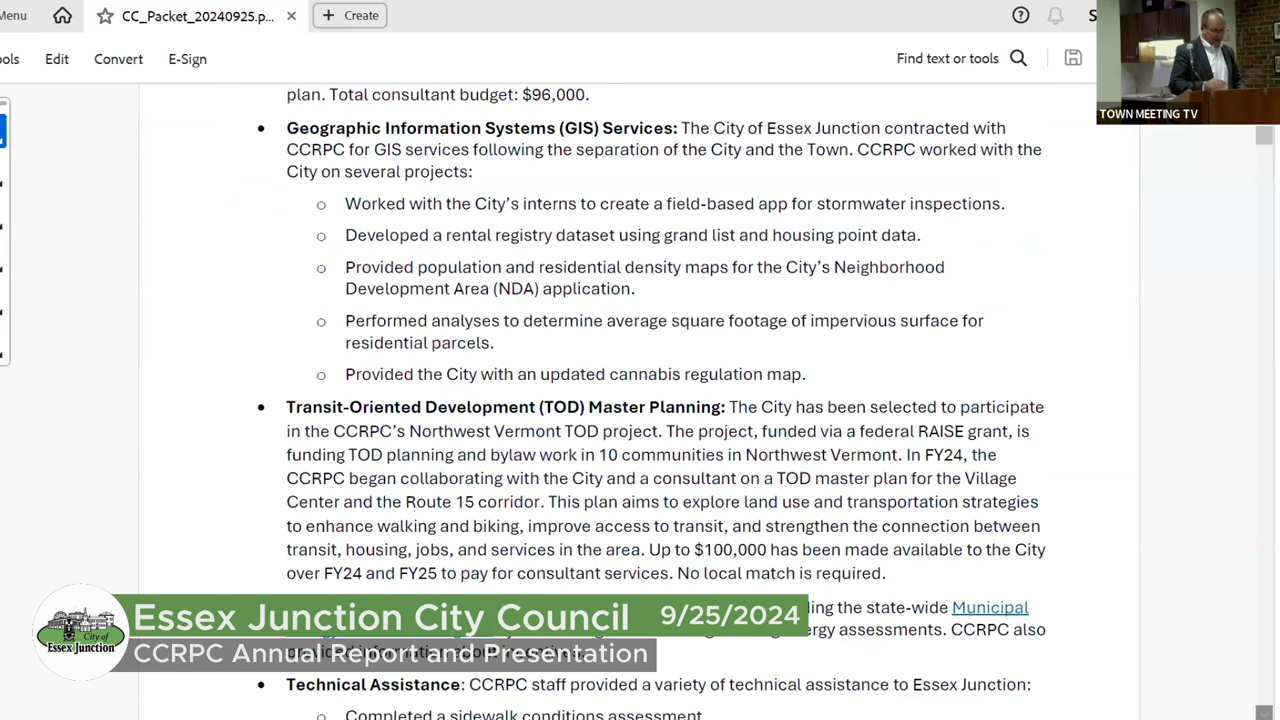 Menu
CC_Packet_20240925.p...
Create
S
ols
Edit
Convert
E-Sign
Find text or tools
TOWN MEETING TV
plan. Total consultant budget: $96,000.
• Geographic Information Systems (GIS) Services: The City of Essex Junction contracted with
CCRPC for GIS services following the separation of the City and the Town. CCRPC worked with the
City on several projects:
o Worked with the City's interns to create a field-based app for stormwater inspections.
o Developed a rental registry dataset using grand list and housing point data.
o Provided population and residential density maps for the City's Neighborhood
Development Area (NDA) application.
o Performed analyses to determine average square footage of impervious surface for
residential parcels.
o Provided the City with an updated cannabis regulation map.
• Transit-Oriented Development (TOD) Master Planning: The City has been selected to participate
in the CCRPC's Northwest Vermont TOD project. The project, funded via a federal RAISE grant, is
funding TOD planning and bylaw work in 10 communities in Northwest Vermont. In FY24, the
CCRPC began collaborating with the City and a consultant on a TOD master plan for the Village
Center and the Route 15 corridor. This plan aims to explore land use and transportation strategies
to enhance walking and biking, improve access to transit, and strengthen the connection between
transit, housing, jobs, and services in the area. Up to $100,000 has been made available to the City
over FY24 and FY25 to pay for consultant services. No local match is required.
ling the state-wide Municipal
ergy assessments. CCRPC also
City of
Essex Junction
Essex Junction City Council 9/25/2024
CCRPC Annual Report and Presentation
• Technical Assistance: CCRPC staff provided a variety of technical assistance to Essex Junction:
o Completed a sidewalk conditions assessment